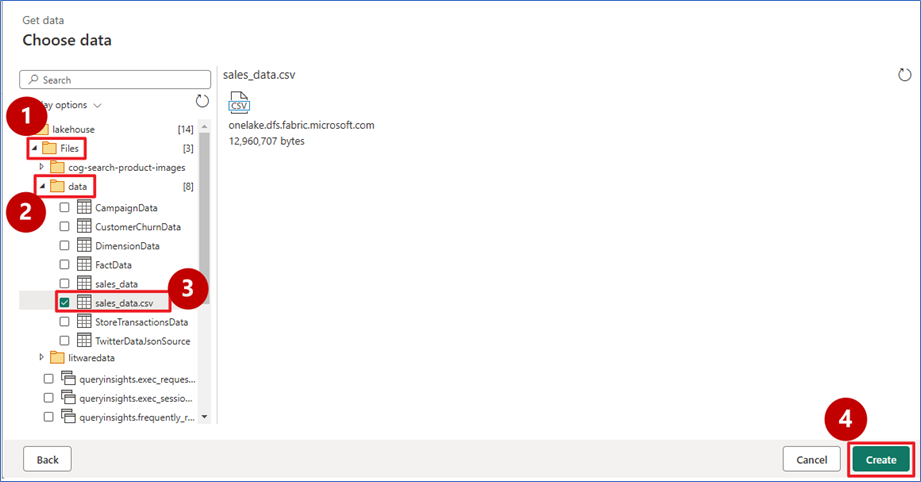 Get data
Choose data
Search
lay options
1
lakehouse [14]
Files [3]
cog-search-product-images
data [8]
2
CampaignData
CustomerChurnData
DimensionData
FactData
sales_data
sales_data.csv
3
StoreTransactionsData
TwitterDataJsonSource
litwaredata
queryinsights.exec_reques...
queryinsights.exec_sessio...
queryinsights.frequently_r...
sales_data.csv
CSV
onelake.dfs.fabric.microsoft.com
12,960,707 bytes
4
Back
Cancel
Create